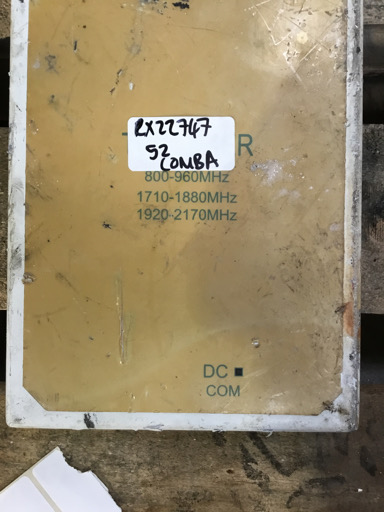 RX22747
52
COMBA
R
800-960MHz
1710-1880MHz
1920-2170MHz
DC ■
COM